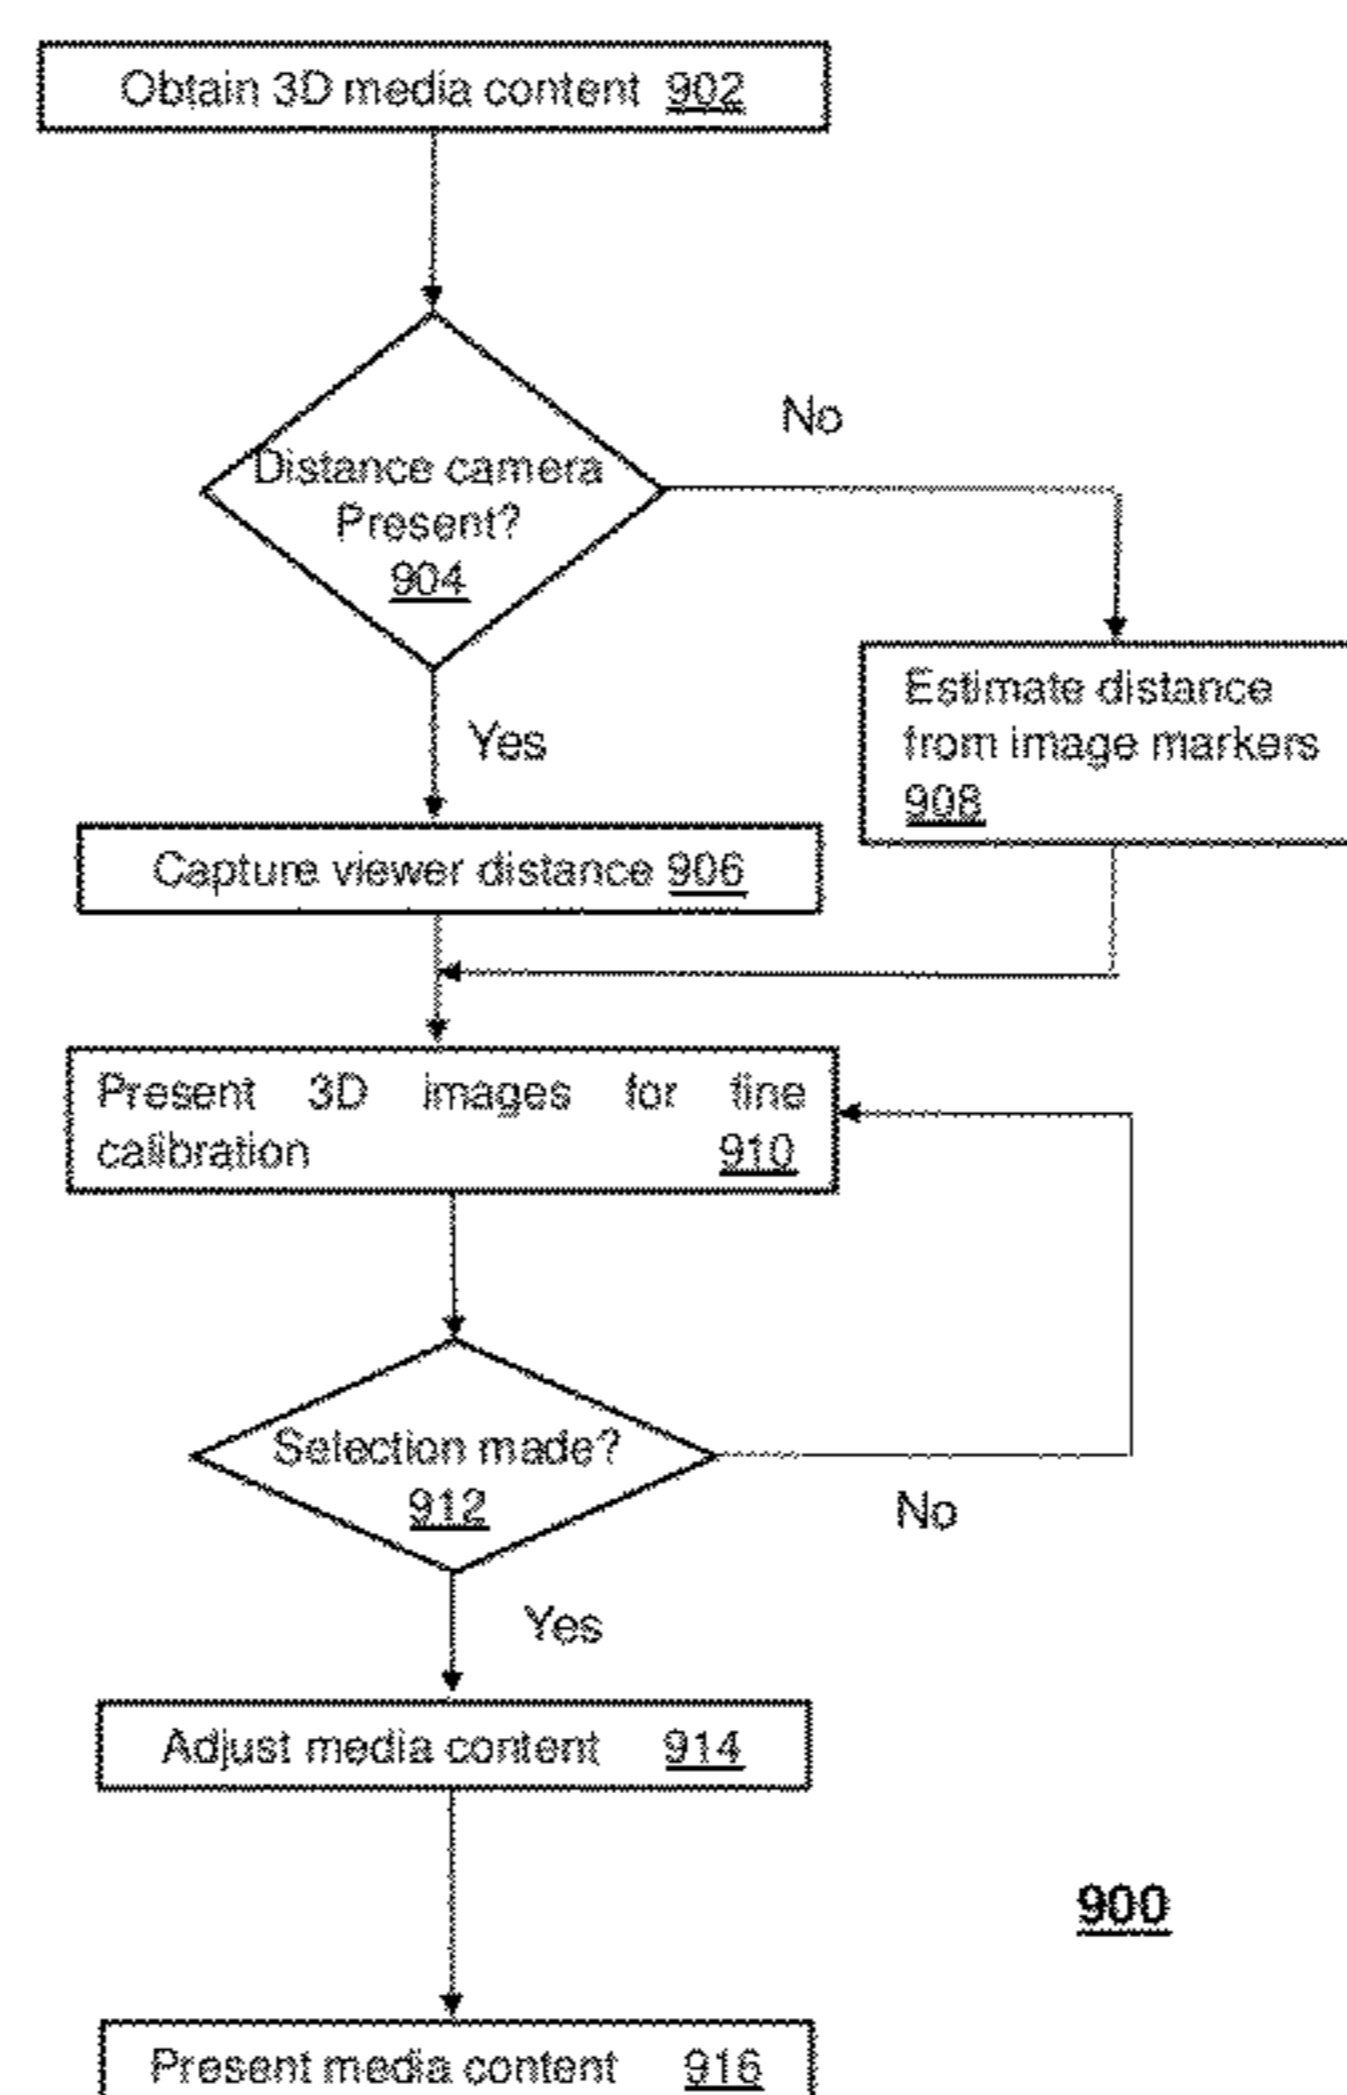 Obtain 3D media content 902
No
Distance camera
Present?
904
Yes
Estimate distance
from image markers
908
Capture viewer distance 906
Present 3D images for fine
calibration 910
Selection made?
912
No
Yes
Adjust media content 914
900
Present media content 916